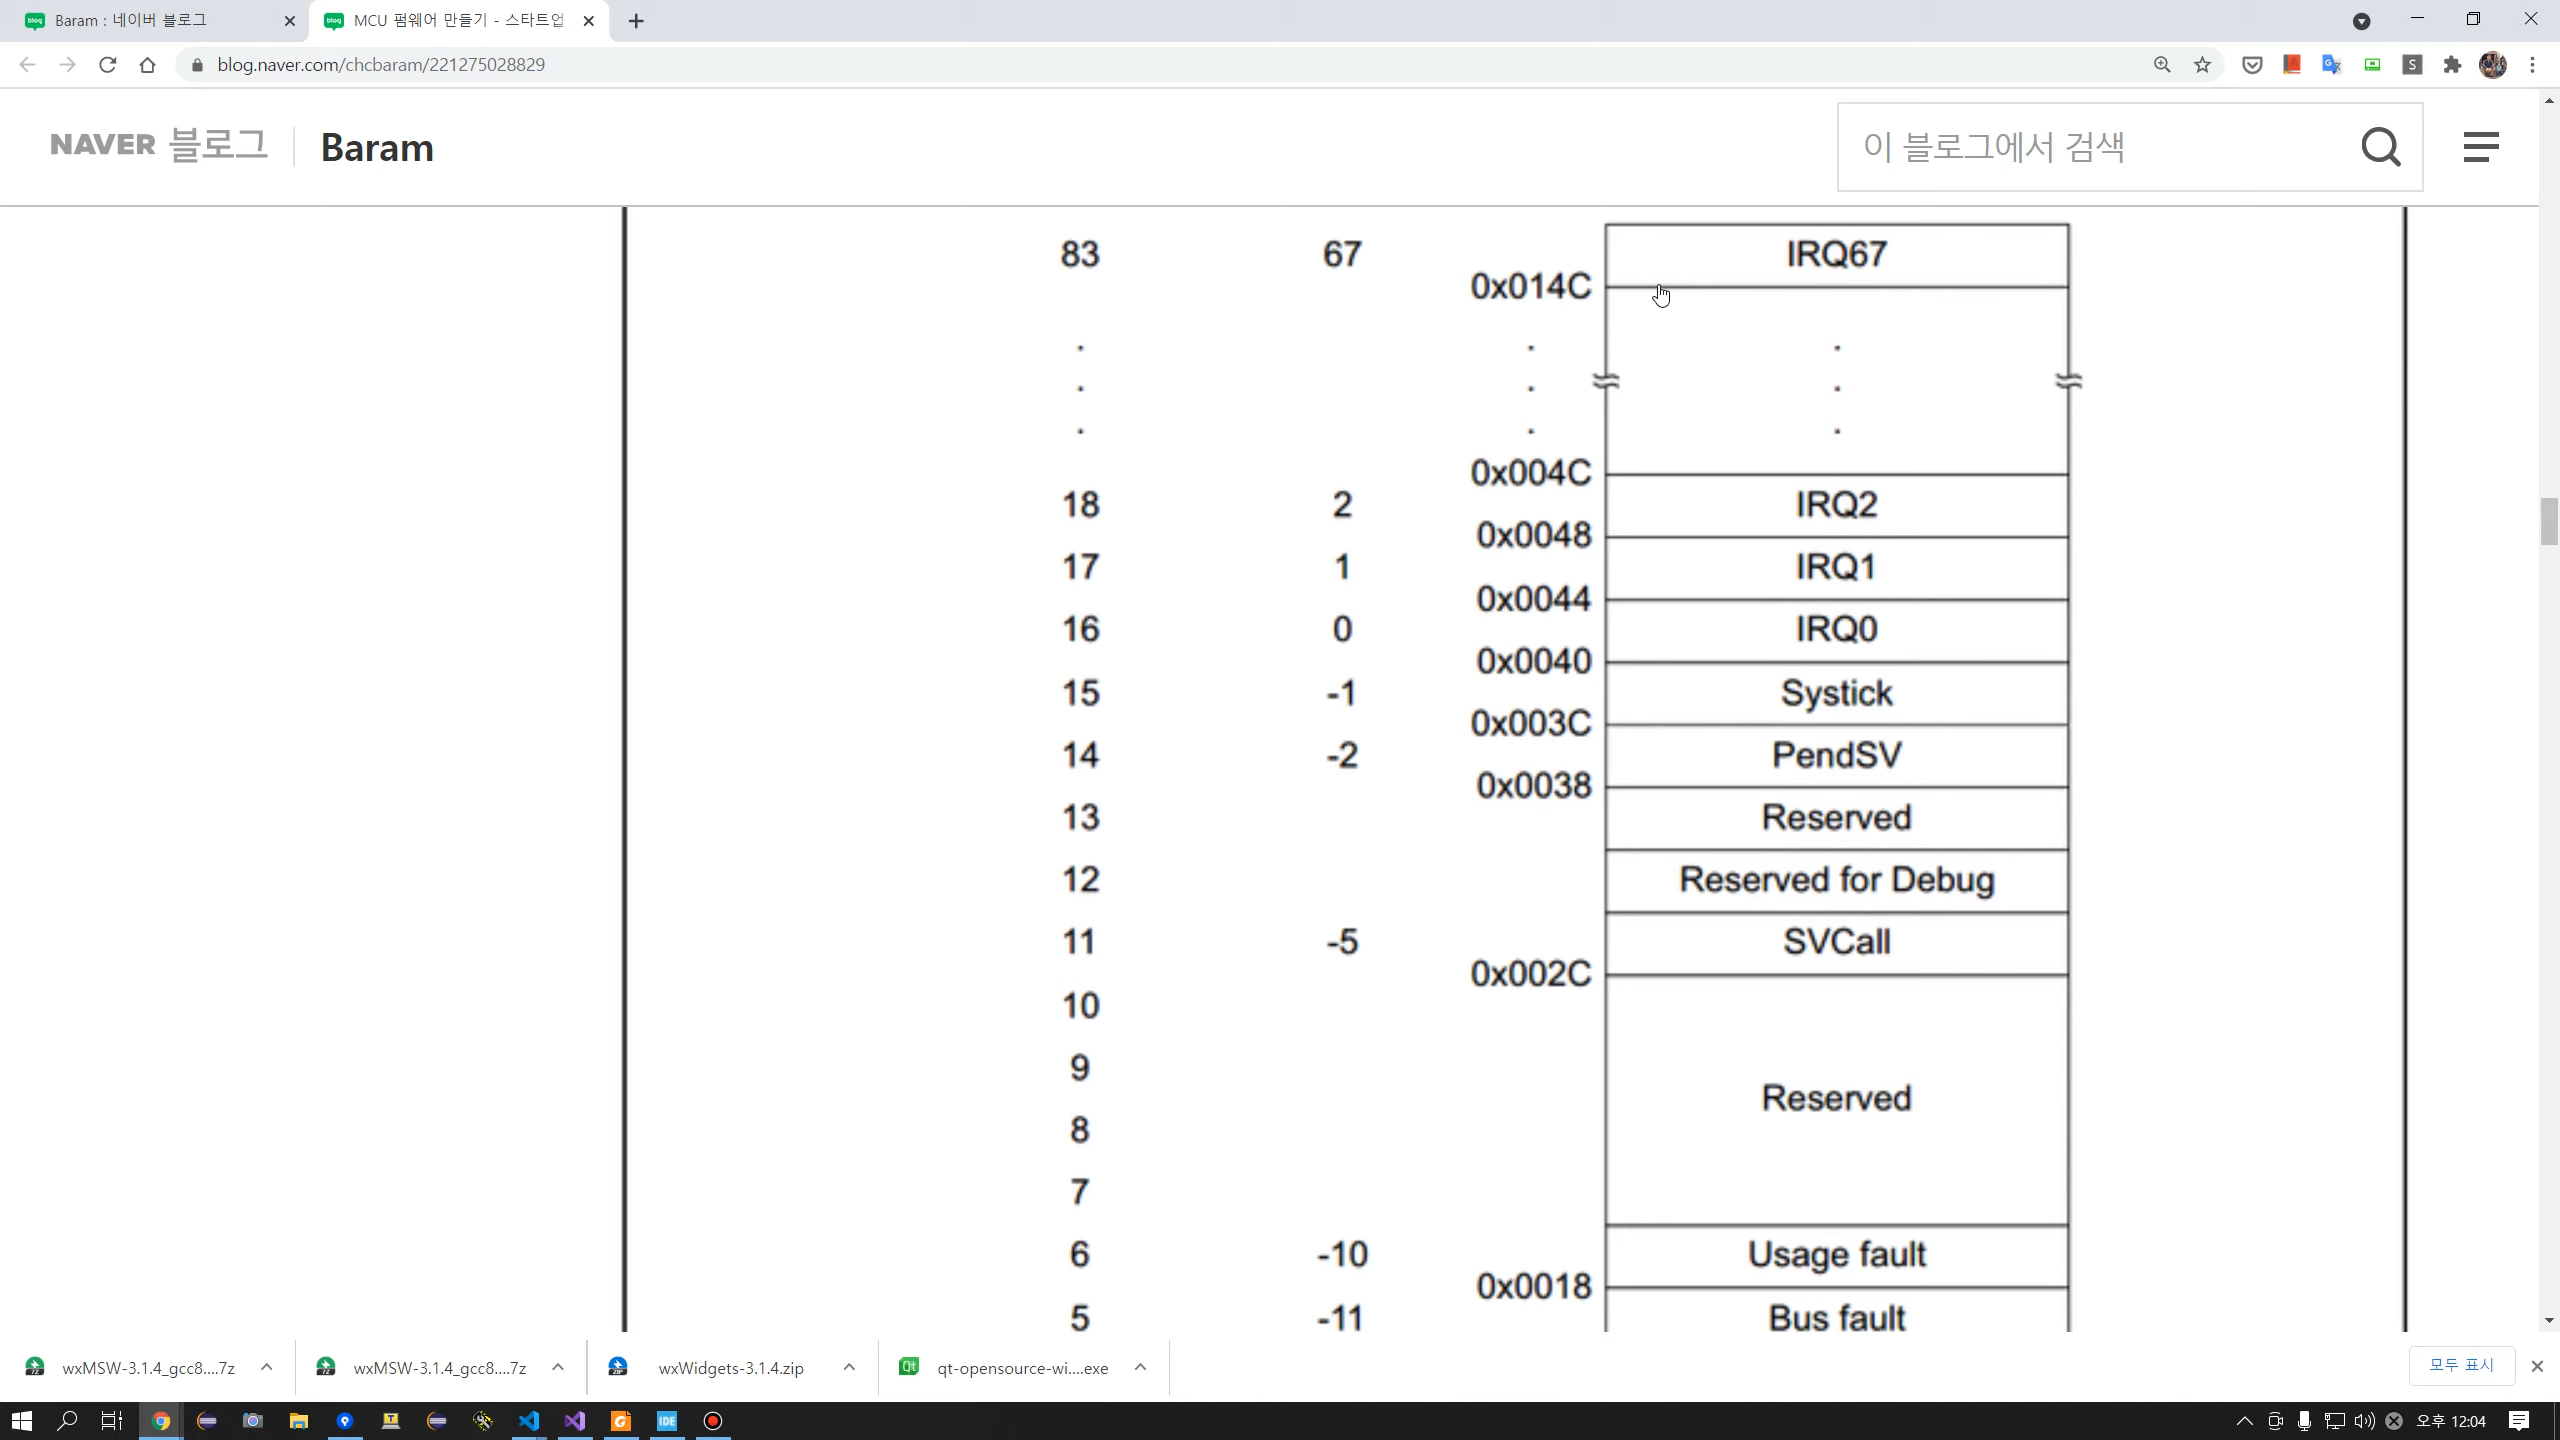 Baram : 네이버 블로그
MCU 펌웨어 만들기 - 스타트업
blog.naver.com/chcbaram/221275028829
NAVER 블로그
Baram
이 블로그에서 검색
83 67 IRQ67
0x014C
. . .
. . .
. . .
0x004C
18 2 IRQ2
0x0048
17 1 IRQ1
0x0044
16 0 IRQ0
0x0040
15 -1 Systick
0x003C
14 -2 PendSV
0x0038
13 Reserved
12 Reserved for Debug
11 -5 SVCall
0x002C
10
9
Reserved
8
7
6 -10 Usage fault
0x0018
5 -11 Bus fault
wxMSW-3.1.4_gcc8....7z
wxMSW-3.1.4_gcc8....7z
wxWidgets-3.1.4.zip
qt-opensource-wi....exe
모두 표시
오후 12:04